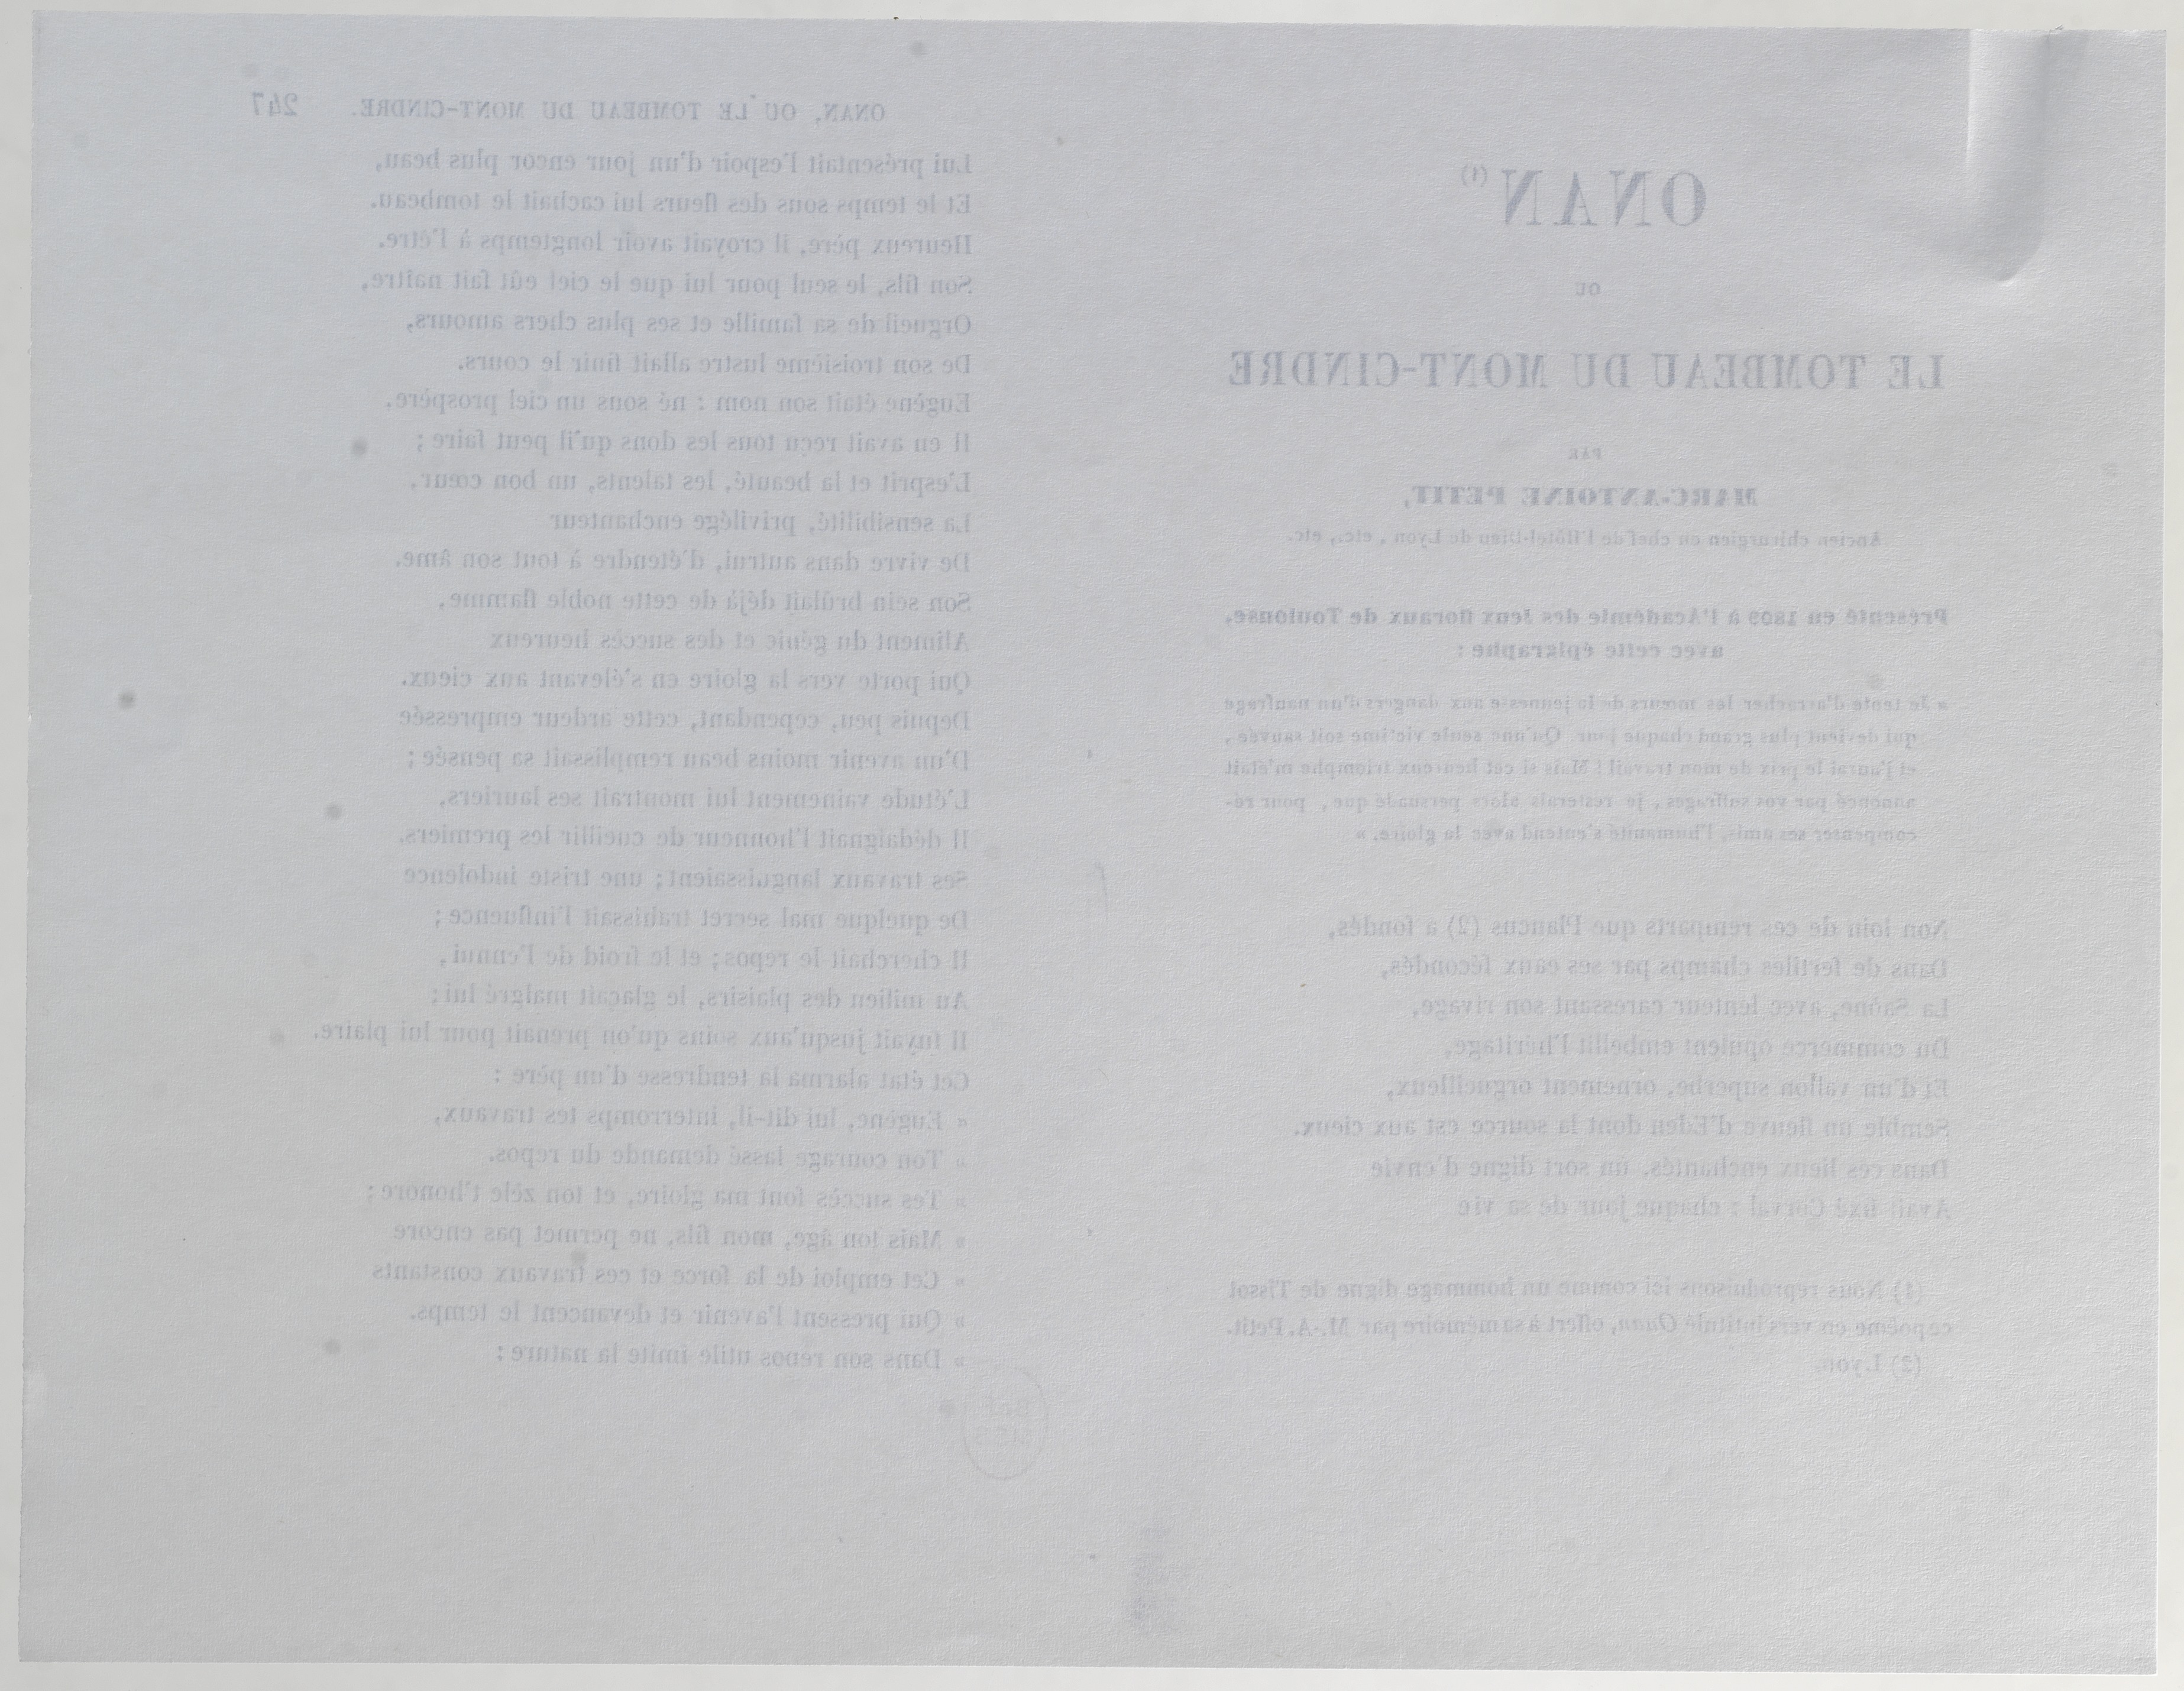 ONAN (1)
OU
LE TOMBEAU DU MONT-CINDRE
PAR
MARC-ANTOINE PETIT,
Ancien chirurgien en chef de l'Hôtel-Dieu de Lyon, etc., etc.
Présenté en 1809 à l'Académie des Jeux floraux de Toulouse,
avec cette épigraphe :
« Je tente d'arracher les mœurs de la jeunesse aux dangers d'un naufrage
qui devient plus grand chaque jour. Qu'une seule victime soit sauvée,
et j'aurai le prix de mon travail ! Mais si cet heureux triomphe m'était
annoncé par vos suffrages, je resterais alors persuadé que, pour ré-
compenser ses amis, l'humanité s'entend avec la gloire. »
Non loin de ces remparts que Plancus (2) a fondés,
Dans de fertiles champs par ses eaux fécondés,
La Saône, avec lenteur caressant son rivage,
Du commerce opulent embellit l'héritage,
Et d'un vallon superbe, ornement orgueilleux,
Semble un fleuve d'Eden dont la source est aux cieux.
Dans ces lieux enchantés, un sort digne d'envie
Avait fixé Corval : chaque jour de sa vie
(1) Nous reproduisons ici comme un hommage digne de Tissot
ce poème en vers intitulé Onan, offert à sa mémoire par M.-A. Petit.
(2) Lyon.
ONAN, OU LE TOMBEAU DU MONT-CINDRE. 247
Lui présentait l'espoir d'un jour encor plus beau,
Et le temps sous des fleurs lui cachait le tombeau.
Heureux père, il croyait avoir longtemps à l'être.
Son fils, le seul pour lui que le ciel eût fait naître,
Orgueil de sa famille et ses plus chers amours,
De son troisième lustre allait finir le cours.
Eugène était son nom : né sous un ciel prospère,
Il en avait reçu tous les dons qu'il peut faire ;
L'esprit et la beauté, les talents, un bon cœur,
La sensibilité, privilége enchanteur
De vivre dans autrui, d'étendre à tout son âme.
Son sein brûlait déjà de cette noble flamme,
Aliment du génie et des succès heureux
Qui porte vers la gloire en s'élevant aux cieux.
Depuis peu, cependant, cette ardeur empressée
D'un avenir moins beau remplissait sa pensée ;
L'étude vainement lui montrait ses lauriers,
Il dédaignait l'honneur de cueillir les premiers.
Ses travaux languissaient ; une triste indolence
De quelque mal secret trahissait l'influence ;
Il cherchait le repos ; et le froid de l'ennui,
Au milieu des plaisirs, le glaçait malgré lui ;
Il fuyait jusqu'aux soins qu'on prenait pour lui plaire.
Cet état alarma la tendresse d'un père :
« Eugène, lui dit-il, interromps tes travaux,
» Ton courage lassé demande du repos.
» Tes succès font ma gloire, et ton zèle t'honore ;
» Mais ton âge, mon fils, ne permet pas encore
» Cet emploi de la force et ces travaux constants
» Qui pressent l'avenir et devancent le temps.
» Dans son repos utile imite la nature :